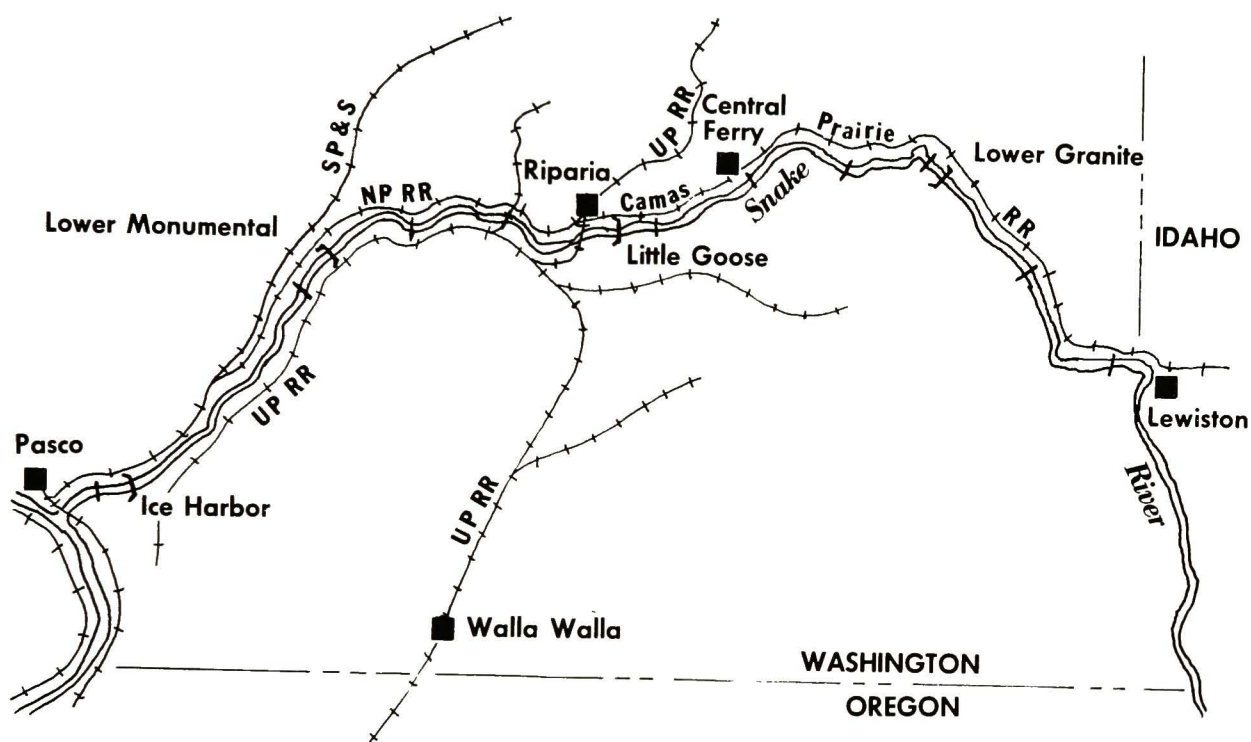 SP&S
UP RR
Central
Ferry
Prairie
Riparia
Lower Granite
NP RR
Camas
Snake
Lower Monumental
RR
IDAHO
Little Goose
UP RR
Lewiston
Pasco
Ice Harbor
UP RR
River
Walla Walla
WASHINGTON
OREGON